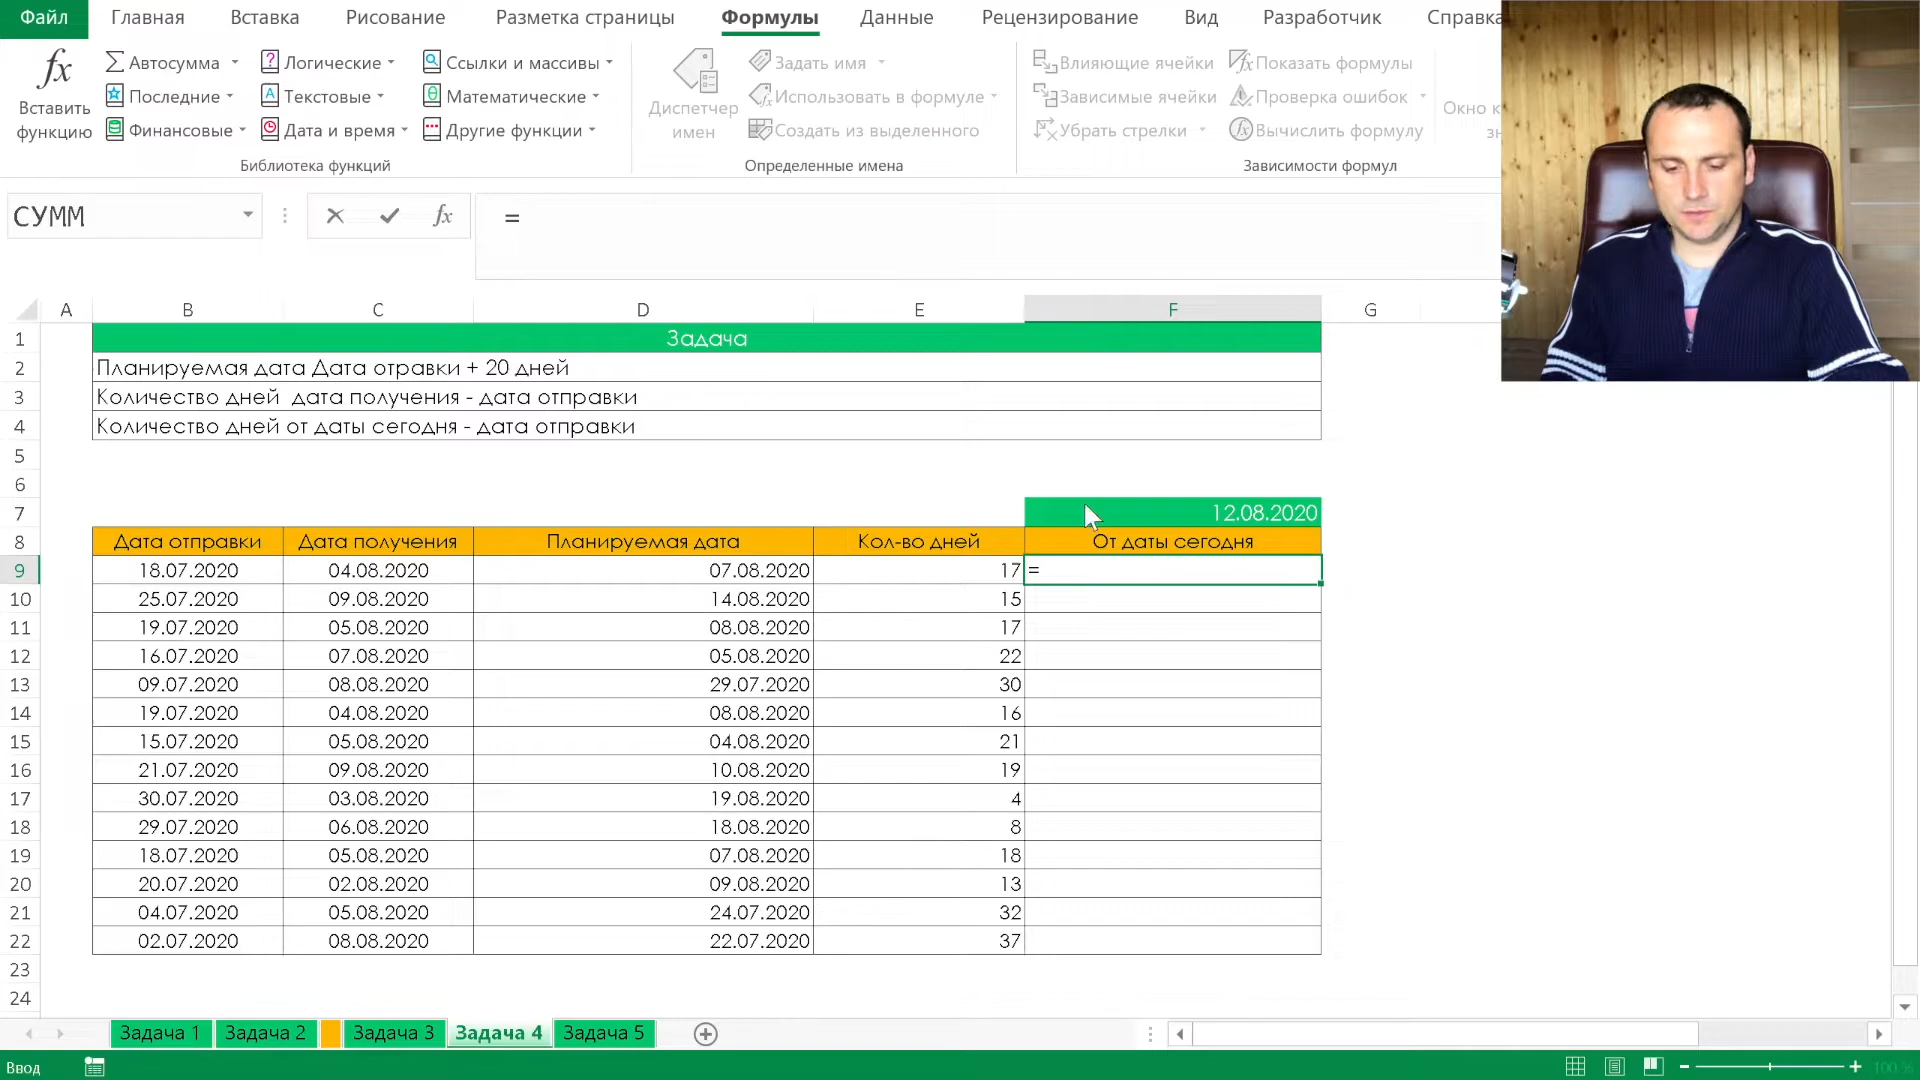 Файл Главная Вставка Рисование Разметка страницы Формулы Данные Рецензирование Вид Разработчик Справка
fx Автосумма Логические Ссылки и массивы Задать имя Влияющие ячейки Показать формулы
Вставить функцию Последние Текстовые Математические Диспетчер имен Использовать в формуле Зависимые ячейки Проверка ошибок Окно
Финансовые Дата и время Другие функции Создать из выделенного Убрать стрелки Вычислить формулу
Библиотека функций Определенные имена Зависимости формул
СУММ fx =
A B C D E F G
1 Задача
2 Планируемая дата Дата отравки + 20 дней
3 Количество дней дата получения - дата отправки
4 Количество дней от даты сегодня - дата отправки
5
6
7 12.08.2020
8 Дата отправки Дата получения Планируемая дата Кол-во дней От даты сегодня
9 18.07.2020 04.08.2020 07.08.2020 17 =
10 25.07.2020 09.08.2020 14.08.2020 15
11 19.07.2020 05.08.2020 08.08.2020 17
12 16.07.2020 07.08.2020 05.08.2020 22
13 09.07.2020 08.08.2020 29.07.2020 30
14 19.07.2020 04.08.2020 08.08.2020 16
15 15.07.2020 05.08.2020 04.08.2020 21
16 21.07.2020 09.08.2020 10.08.2020 19
17 30.07.2020 03.08.2020 19.08.2020 4
18 29.07.2020 06.08.2020 18.08.2020 8
19 18.07.2020 05.08.2020 07.08.2020 18
20 20.07.2020 02.08.2020 09.08.2020 13
21 04.07.2020 05.08.2020 24.07.2020 32
22 02.07.2020 08.08.2020 22.07.2020 37
23
24
Задача 1 Задача 2 Задача 3 Задача 4 Задача 5
Ввод 100 %